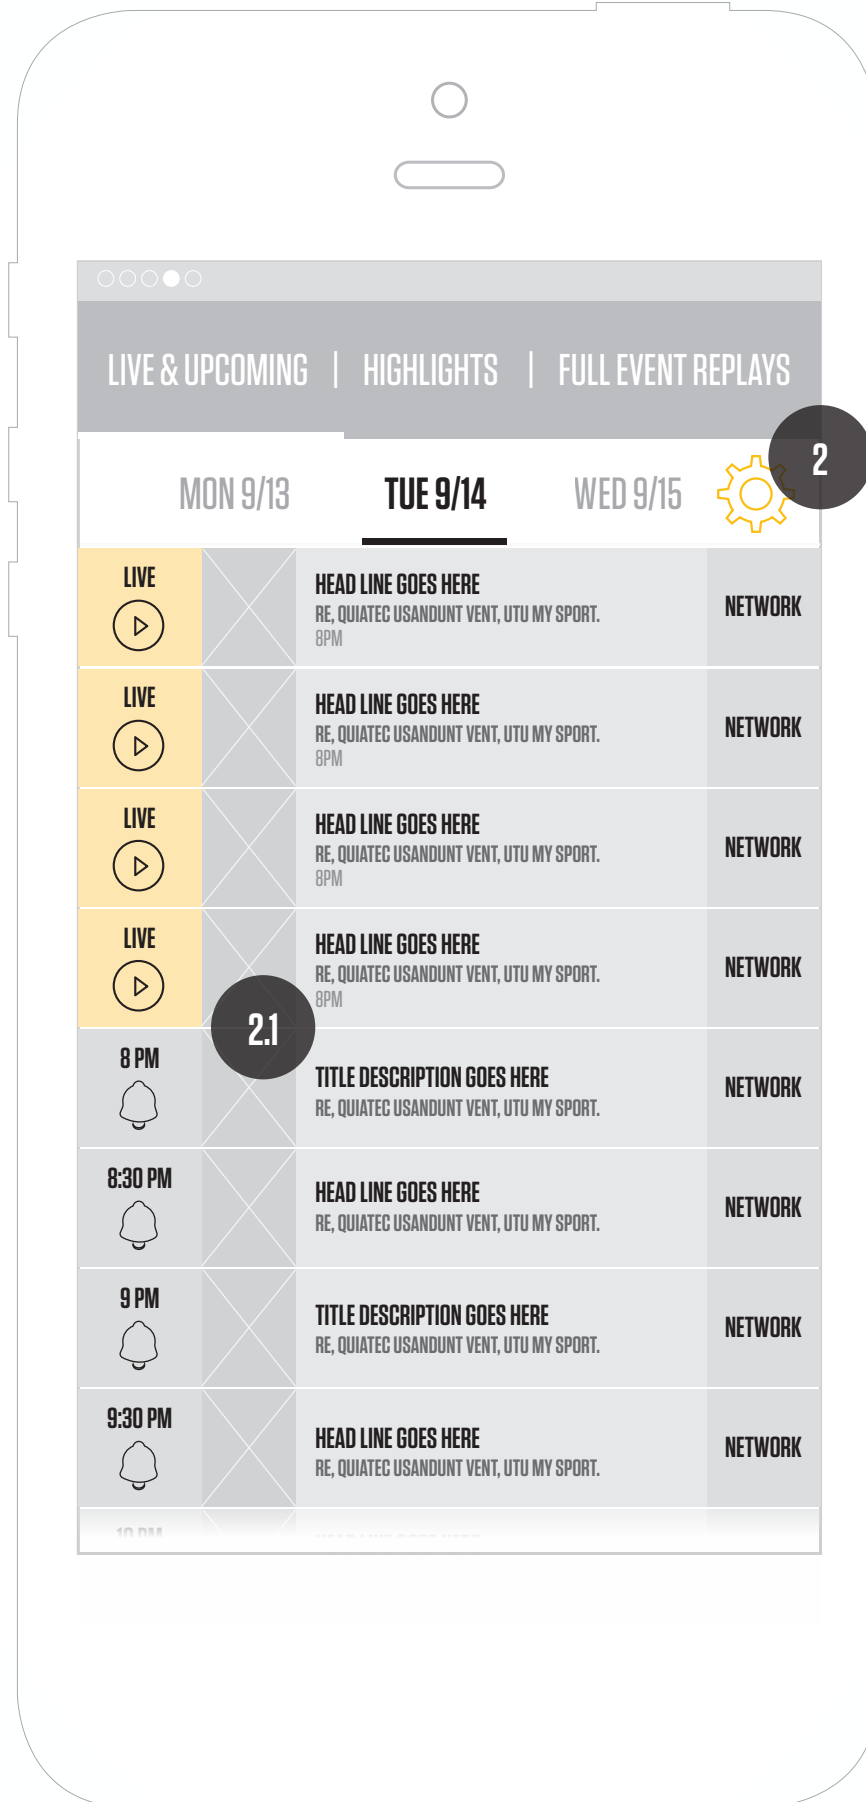 LIVE & UPCOMING | HIGHLIGHTS | FULL EVENT REPLAYS
2
MON 9/13 TUE 9/14 WED 9/15
LIVE
HEAD LINE GOES HERE
RE, QUIATEC USANDUNT VENT, UTU MY SPORT.
8PM
NETWORK
LIVE
HEAD LINE GOES HERE
RE, QUIATEC USANDUNT VENT, UTU MY SPORT.
8PM
NETWORK
LIVE
HEAD LINE GOES HERE
RE, QUIATEC USANDUNT VENT, UTU MY SPORT.
8PM
NETWORK
LIVE
HEAD LINE GOES HERE
RE, QUIATEC USANDUNT VENT, UTU MY SPORT.
8PM
NETWORK
2.1
8 PM
TITLE DESCRIPTION GOES HERE
RE, QUIATEC USANDUNT VENT, UTU MY SPORT.
NETWORK
8:30 PM
HEAD LINE GOES HERE
RE, QUIATEC USANDUNT VENT, UTU MY SPORT.
NETWORK
9 PM
TITLE DESCRIPTION GOES HERE
RE, QUIATEC USANDUNT VENT, UTU MY SPORT.
NETWORK
9:30 PM
HEAD LINE GOES HERE
RE, QUIATEC USANDUNT VENT, UTU MY SPORT.
NETWORK
10 PM